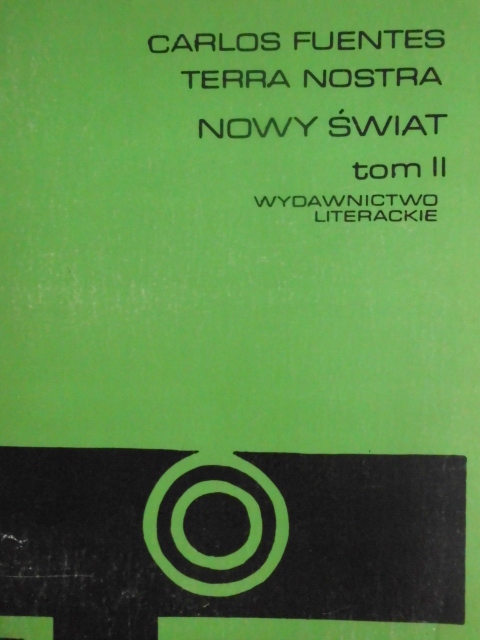 CARLOS FUENTES
TERRA NOSTRA
NOWY ŚWIAT
tom II
WYDAWNICTWO
LITERACKIE